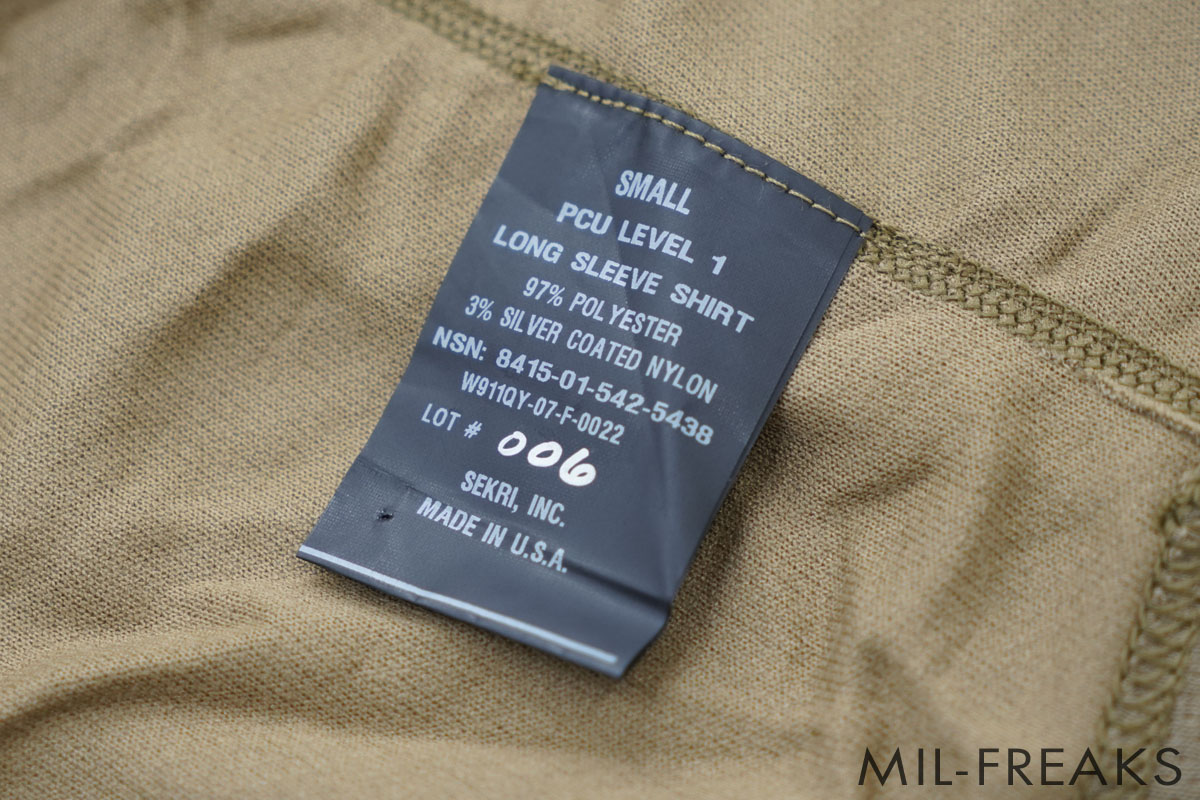 SMALL
PCU LEVEL 1
LONG SLEEVE SHIRT
97% POLYESTER
3% SILVER COATED NYLON
NSN: 8415-01-542-5438
W911QY-07-F-0022
LOT # 006
SEKRI, INC.
MADE IN U.S.A.
MIL-FREAKS